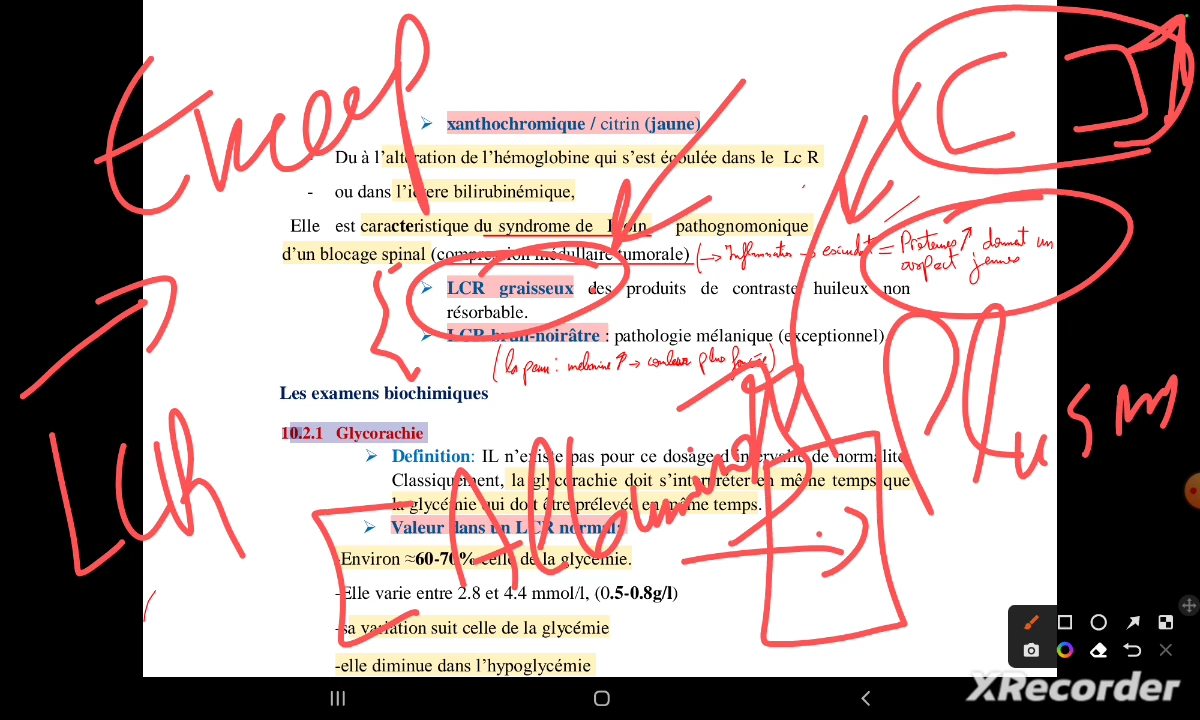 xanthochromique / citrin (jaune)
- Du à l'altération de l'hémoglobine qui s'est écoulée dans le Lc R
- ou dans l'ictere bilirubinémique,
Elle est caracteristique du syndrome de pathognomonique
d'un blocage spinal (compression médullaire tumorale) (→ Inflammation → exsudat = Protéines ↗ donnat un
aspect jaune
LCR graisseux des produits de contraste huileux non
résorbable.
LCR brun-noirâtre : pathologie mélanique (exceptionnel)
(la peau : melanine ↗ → couleur plus foncée)
Les examens biochimiques
10.2.1 Glycorachie
Definition: IL n'existe pas pour ce dosage d'intervalle de normalité.
Classiquement, la glycorachie doit s'interpréter en même temps que
la glycémie qui doit être prélevée en même temps.
Valeur dans un LCR normal:
-Environ ≈60-70% celle de la glycémie.
-Elle varie entre 2.8 et 4.4 mmol/l, (0.5-0.8g/l)
-sa variation suit celle de la glycémie
-elle diminue dans l'hypoglycémie
LCR
XRecorder